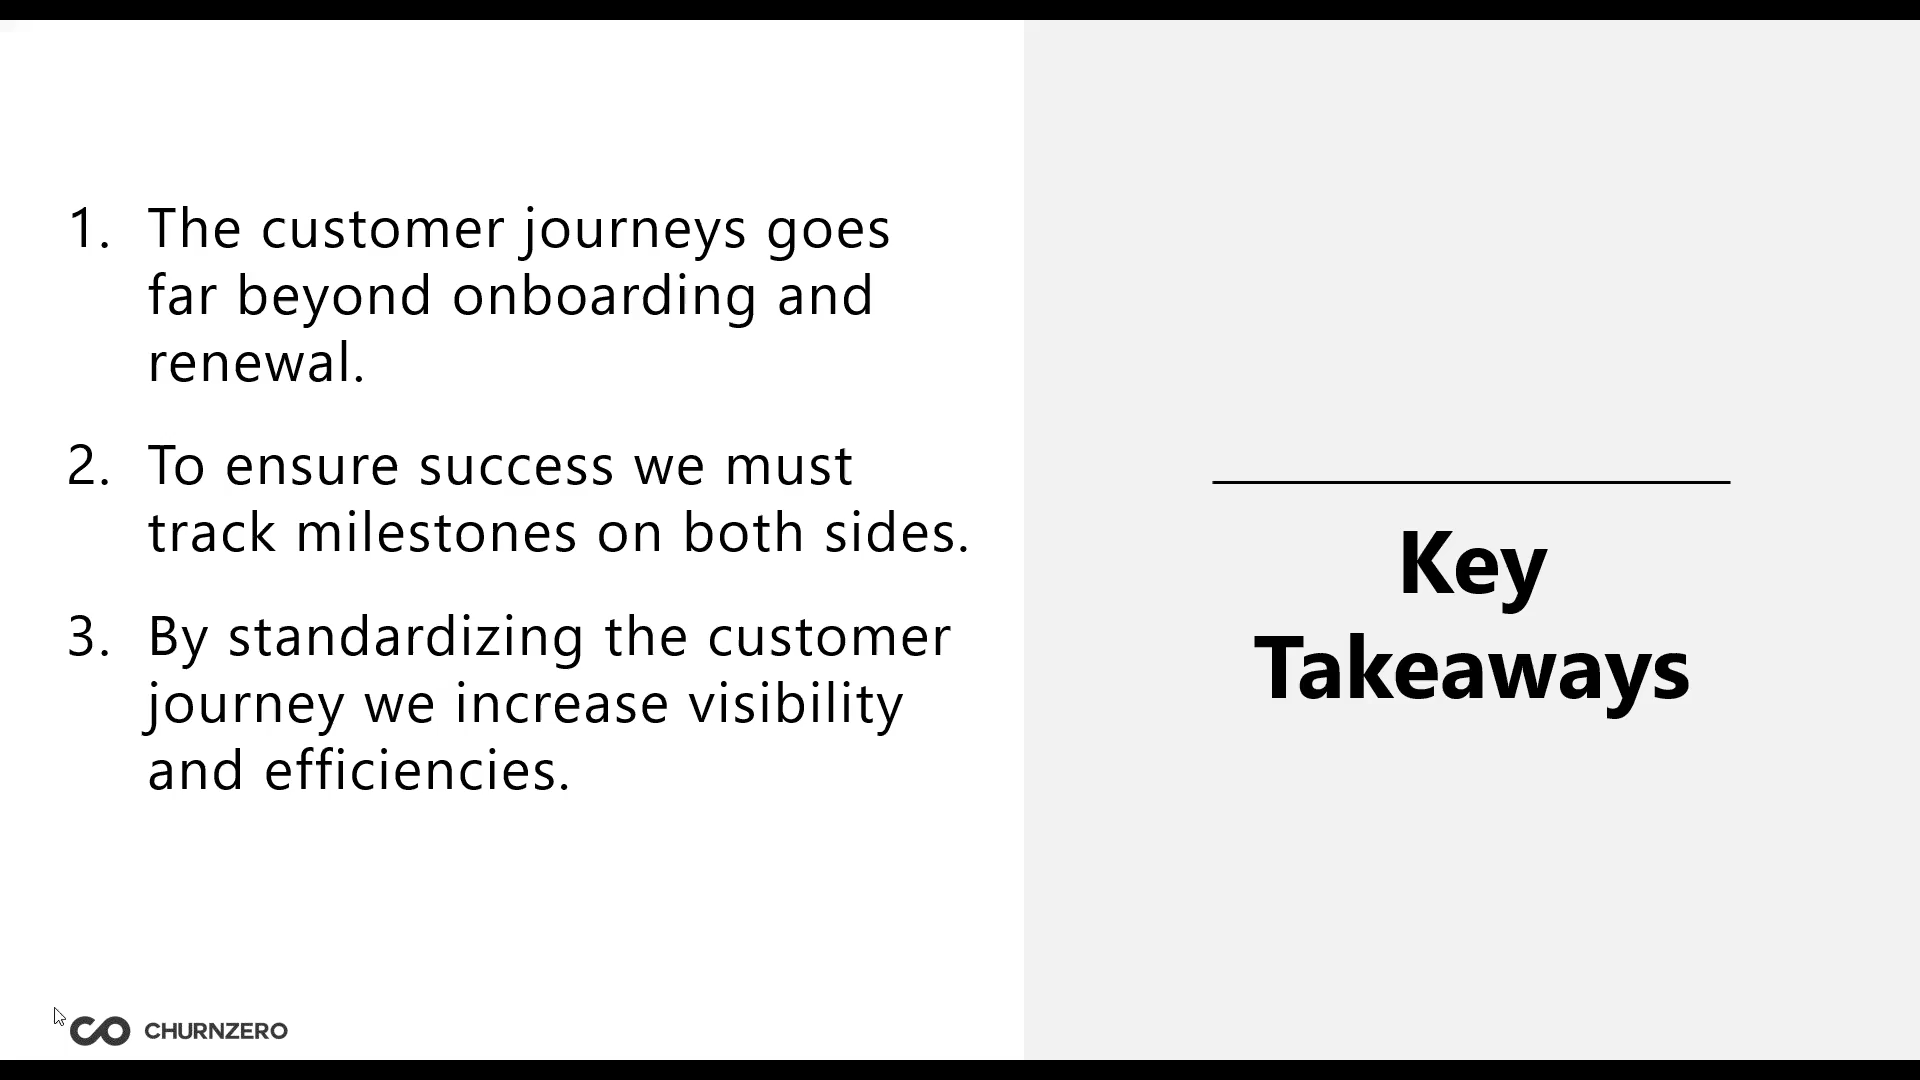 1. The customer journeys goes
far beyond onboarding and
renewal.
2. To ensure success we must
track milestones on both sides.
3. By standardizing the customer
journey we increase visibility
and efficiencies.
Key
Takeaways
CHURNZERO